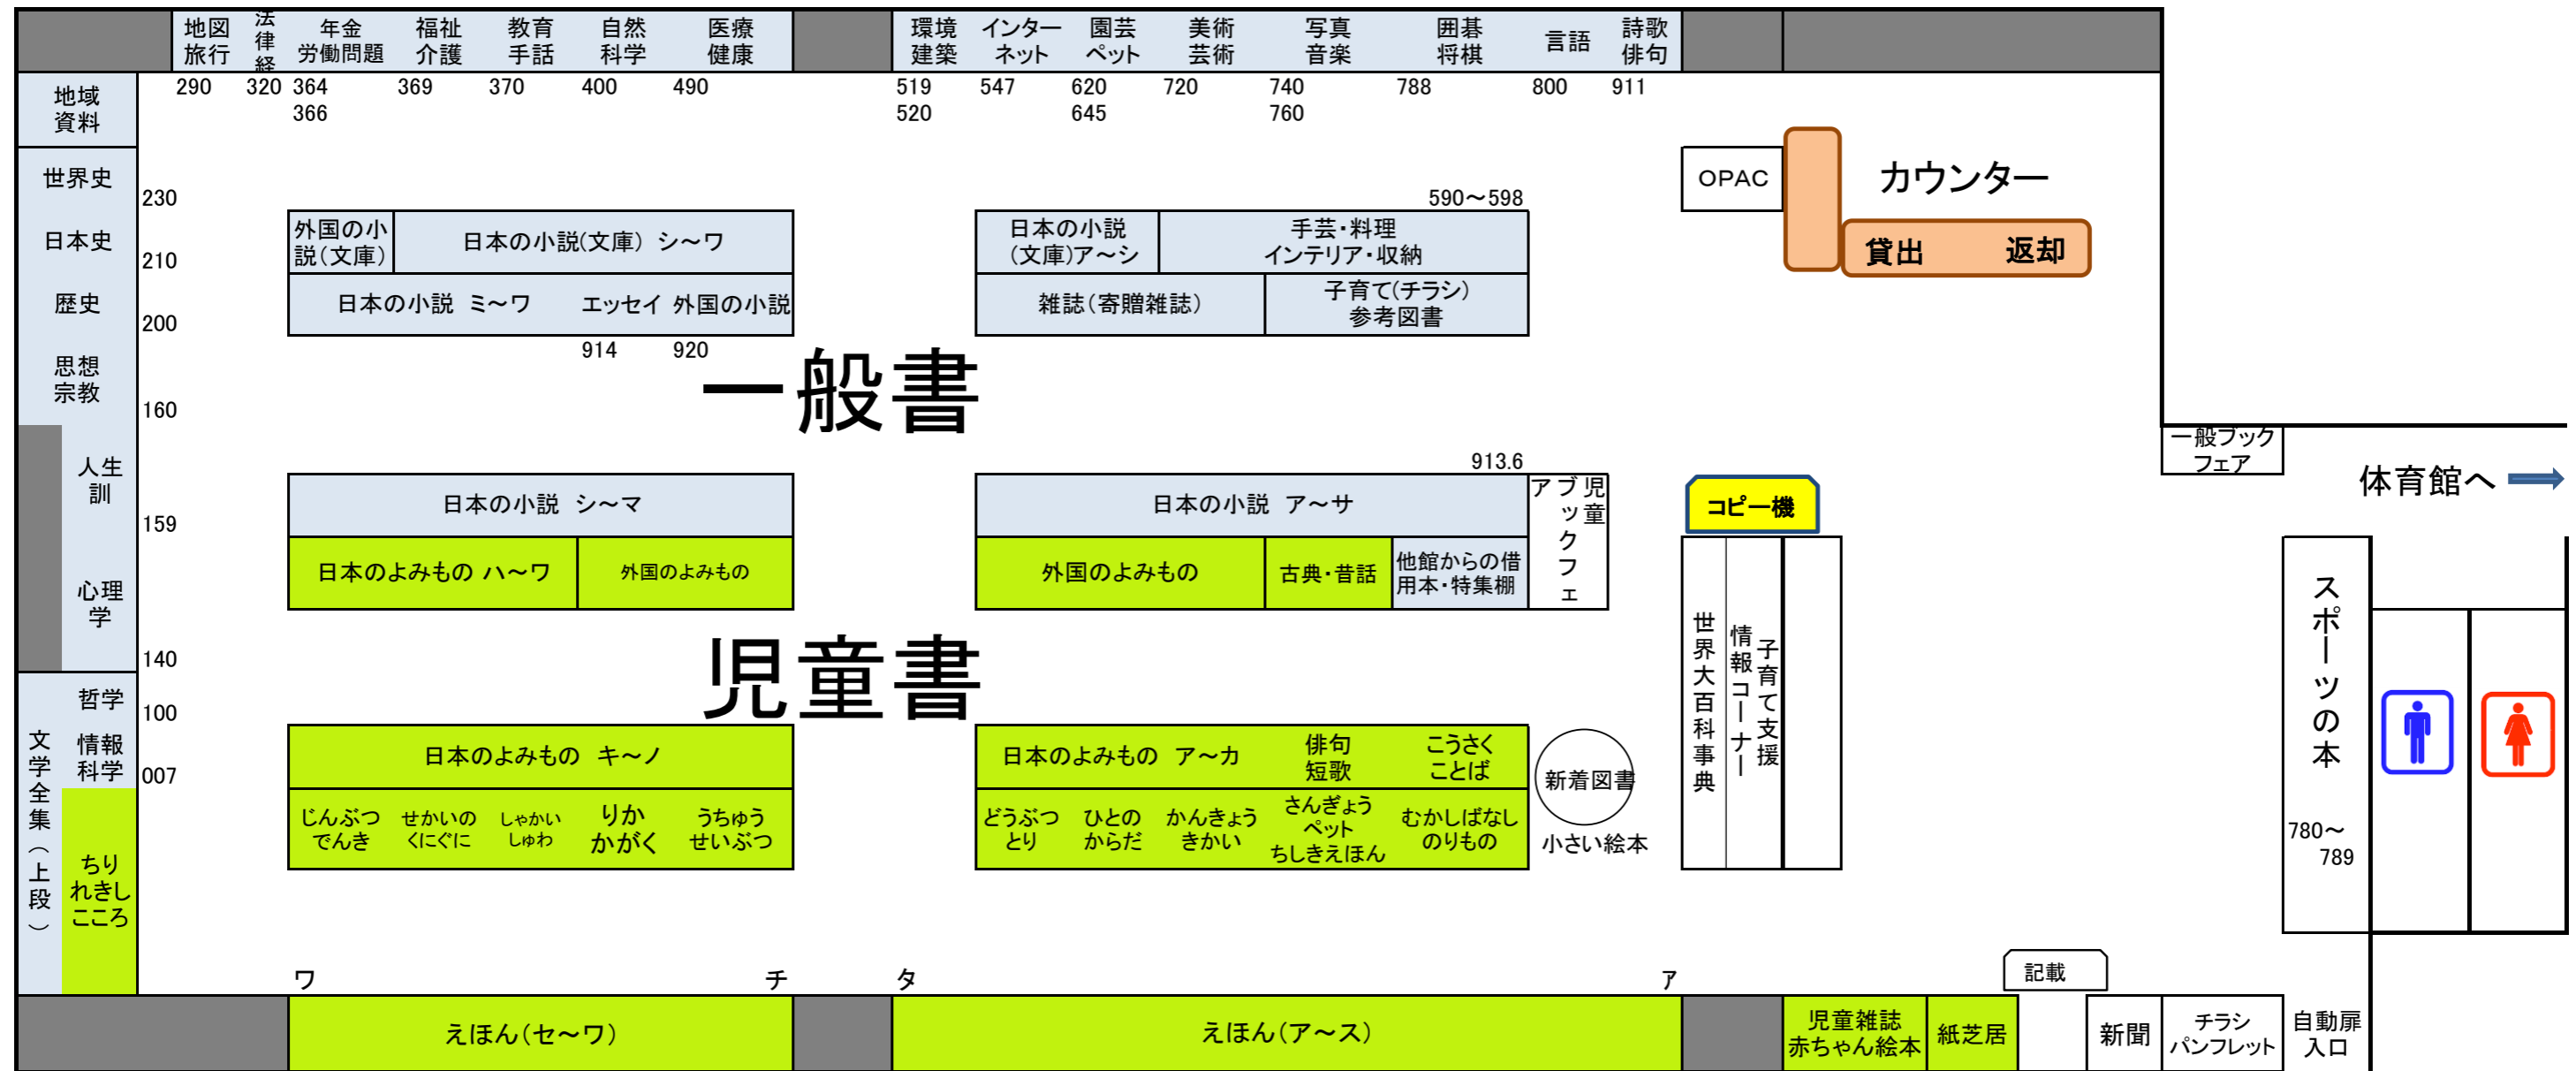 地図
旅行
法
律
経
年金
労働問題
福祉
介護
教育
手話
自然
科学
医療
健康
環境
建築
インター
ネット
園芸
ペット
美術
芸術
写真
音楽
囲碁
将棋
言語
詩歌
俳句
290 320 364 369 370 400 490 519 547 620 720 740 788 800 911
366 520 645 760
地域
資料
世界史
230
日本史
210
歴史
200
思想
宗教
160
人生
訓
159
心理
学
140
哲学
100
情報
科学
007
文学全集（上段）
ちり
れきし
こころ
OPAC
カウンター
貸出 返却
590～598
外国の小
説（文庫）
日本の小説(文庫) シ～ワ
日本の小説
（文庫)ア～シ
手芸・料理
インテリア・収納
日本の小説 ミ～ワ エッセイ 外国の小説
雑誌（寄贈雑誌）
子育て(チラシ)
参考図書
914 920
一般書
一般ブック
フェア
体育館へ
913.6
日本の小説 シ～マ
日本の小説 ア～サ
児童
ブックフェ
ア
コピー機
日本のよみもの ハ～ワ
外国のよみもの
外国のよみもの
古典・昔話
他館からの借
用本・特集棚
世界大百科事典
子育て支援
情報コーナー
スポーツの本
780～
789
児童書
日本のよみもの キ～ノ
日本のよみもの ア～カ
俳句
短歌
こうさく
ことば
新着図書
小さい絵本
じんぶつ
でんき
せかいの
くにぐに
しゃかい
しゅわ
りか
かがく
うちゅう
せいぶつ
どうぶつ
とり
ひとの
からだ
かんきょう
きかい
さんぎょう
ペット
ちしきえほん
むかしばなし
のりもの
ワ チ タ ア
記載
えほん（セ～ワ）
えほん（ア～ス）
児童雑誌
赤ちゃん絵本
紙芝居
新聞
チラシ
パンフレット
自動扉
入口